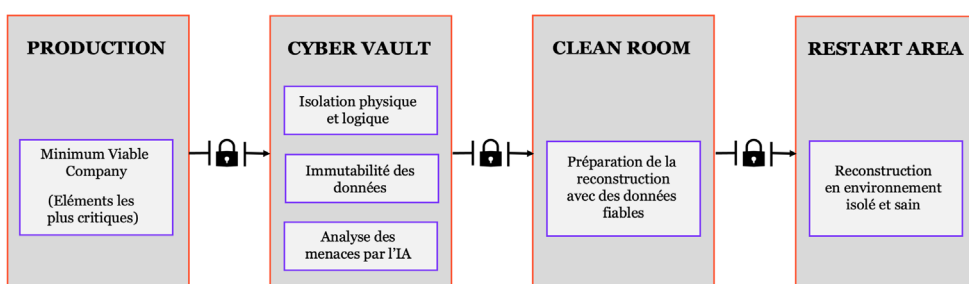 PRODUCTION
Minimum Viable
Company
(Eléments les
plus critiques)
CYBER VAULT
Isolation physique
et logique
Immutabilité des
données
Analyse des
menaces par l'IA
CLEAN ROOM
Préparation de la
reconstruction
avec des données
fiables
RESTART AREA
Reconstruction
en environnement
isolé et sain